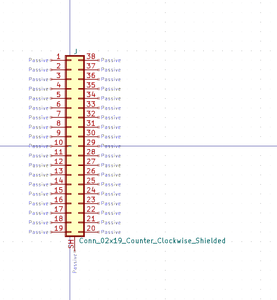 J
Passive 1 38 Passive
Passive 2 37 Passive
Passive 3 36 Passive
Passive 4 35 Passive
Passive 5 34 Passive
Passive 6 33 Passive
Passive 7 32 Passive
Passive 8 31 Passive
Passive 9 30 Passive
Passive 10 29 Passive
Passive 11 28 Passive
Passive 12 27 Passive
Passive 13 26 Passive
Passive 14 25 Passive
Passive 15 24 Passive
Passive 16 23 Passive
Passive 17 22 Passive
Passive 18 21 Passive
Passive 19 20 Passive
SH
Conn_02x19_Counter_Clockwise_Shielded
Passive